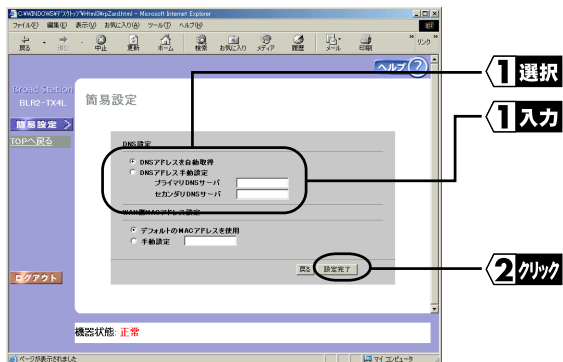 C:¥WINDOWS¥ﾃﾞｽｸﾄｯﾌﾟ¥Html3¥rpZard.html - Microsoft Internet Explorer
ファイル(F) 編集(E) 表示(V) お気に入り(A) ツール(T) ヘルプ(H)
戻る 進む 中止 更新 ホーム 検索 お気に入り メディア 履歴 メール 印刷 リンク
ヘルプ ?
Broad Station
BLR2-TX4L
簡易設定
簡易設定 >
TOPへ戻る
DNS設定
DNSアドレスを自動取得
DNSアドレス手動設定
プライマリDNSサーバ
セカンダリDNSサーバ
WAN側MACアドレス設定
デフォルトのMACアドレスを使用
手動設定
戻る 設定完了
ログアウト
機器状態: 正常
ページが表示されました マイ コンピュータ
1 選択
1 入力
2 クリック